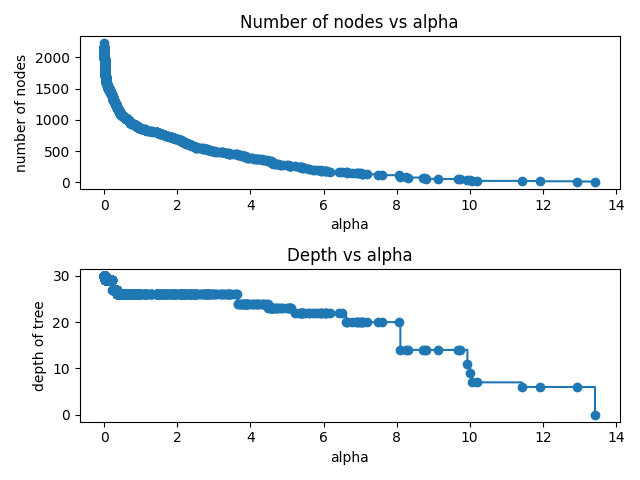 Number of nodes vs alpha
2000
1500
1000
500
0
number of nodes
0 2 4 6 8 10 12 14
alpha
Depth vs alpha
30
20
10
0
depth of tree
0 2 4 6 8 10 12 14
alpha